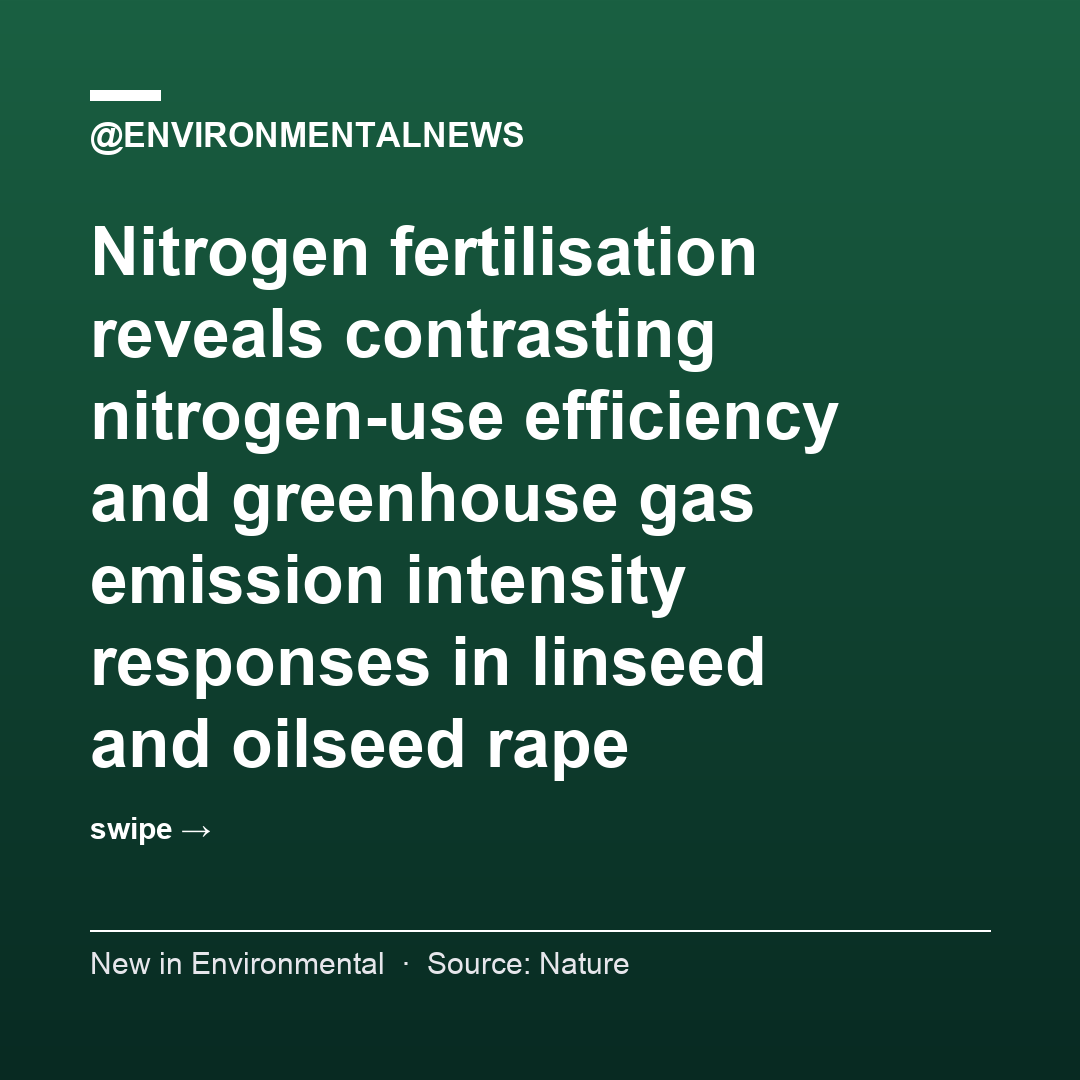 @ENVIRONMENTALNEWS
Nitrogen fertilisation
reveals contrasting
nitrogen-use efficiency
and greenhouse gas
emission intensity
responses in linseed
and oilseed rape
swipe →
New in Environmental · Source: Nature